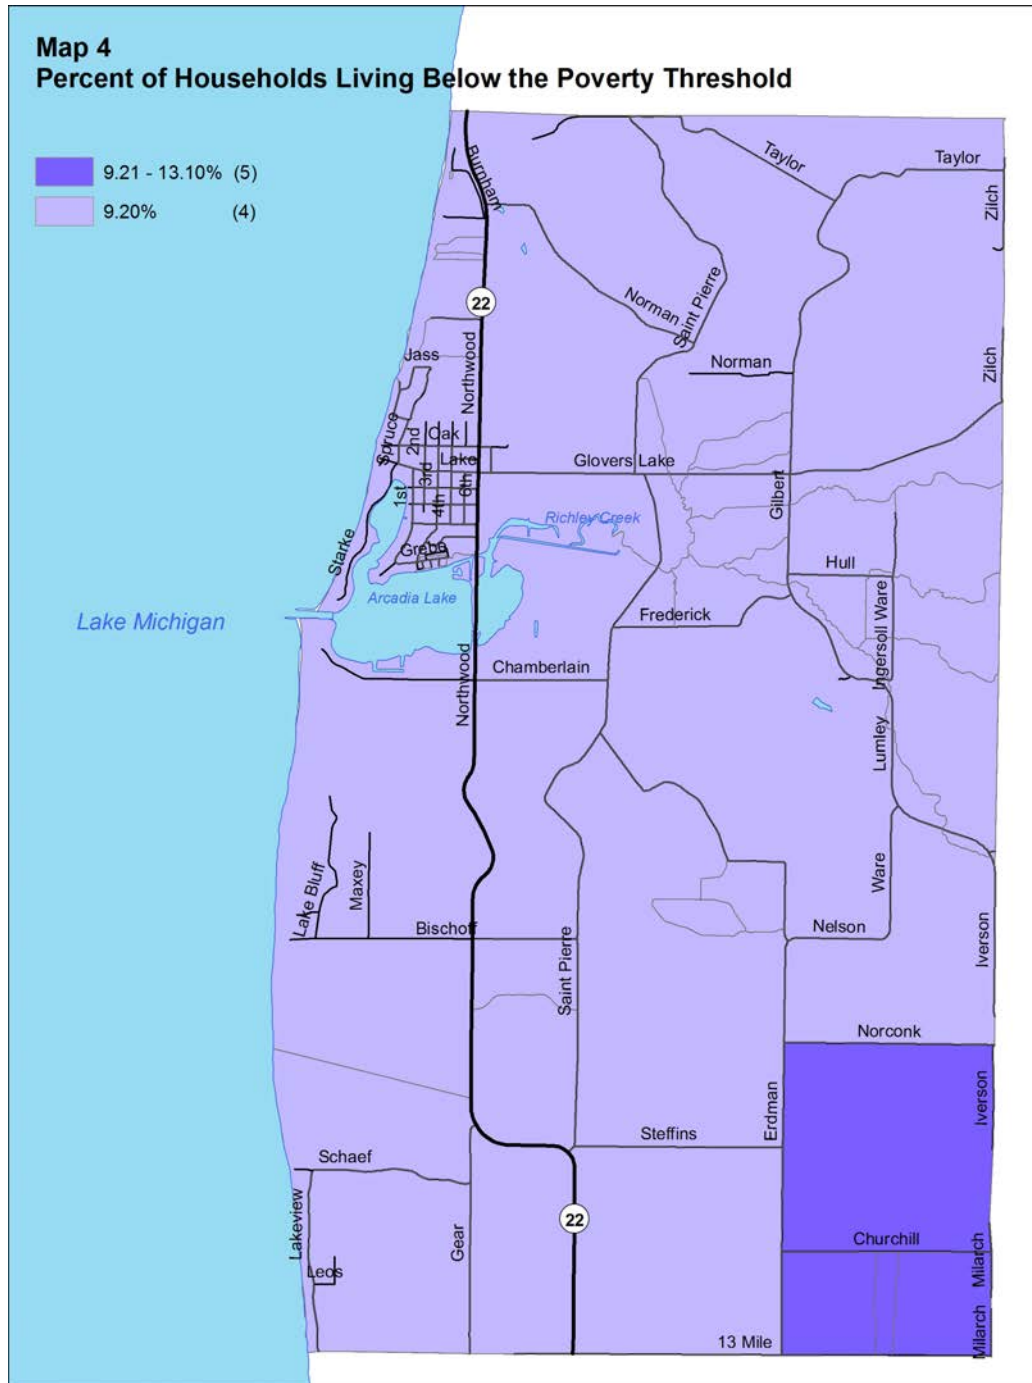 Map 4
Percent of Households Living Below the Poverty Threshold
9.21 - 13.10% (5)
9.20% (4)
Burnham
Taylor
Taylor
Zilch
22
Norman
Saint Pierre
Northwood
Jass
Norman
Zilch
Spruce
2nd
Oak
Lake
3rd
6th
1st
4th
Glovers Lake
Gilbert
Richley Creek
Starke
Grebe
Hull
Arcadia Lake
Lake Michigan
Frederick
Ingersoll Ware
Northwood
Chamberlain
Lumley
Lake Bluff
Maxey
Ware
Bischoff
Nelson
Saint Pierre
Iverson
Norconk
Erdman
Iverson
Steffins
Schaef
Lakeview
Gear
22
Churchill
Milarch
Leos
Milarch
13 Mile